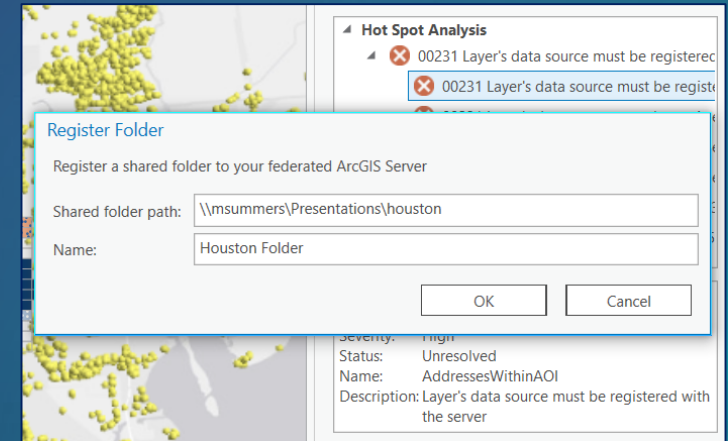 Hot Spot Analysis
00231 Layer's data source must be registered
00231 Layer's data source must be registe
Register Folder
Register a shared folder to your federated ArcGIS Server
Shared folder path: \\msummers\Presentations\houston
Name: Houston Folder
OK Cancel
Severity: High
Status: Unresolved
Name: AddressesWithinAOI
Description: Layer's data source must be registered with
the server